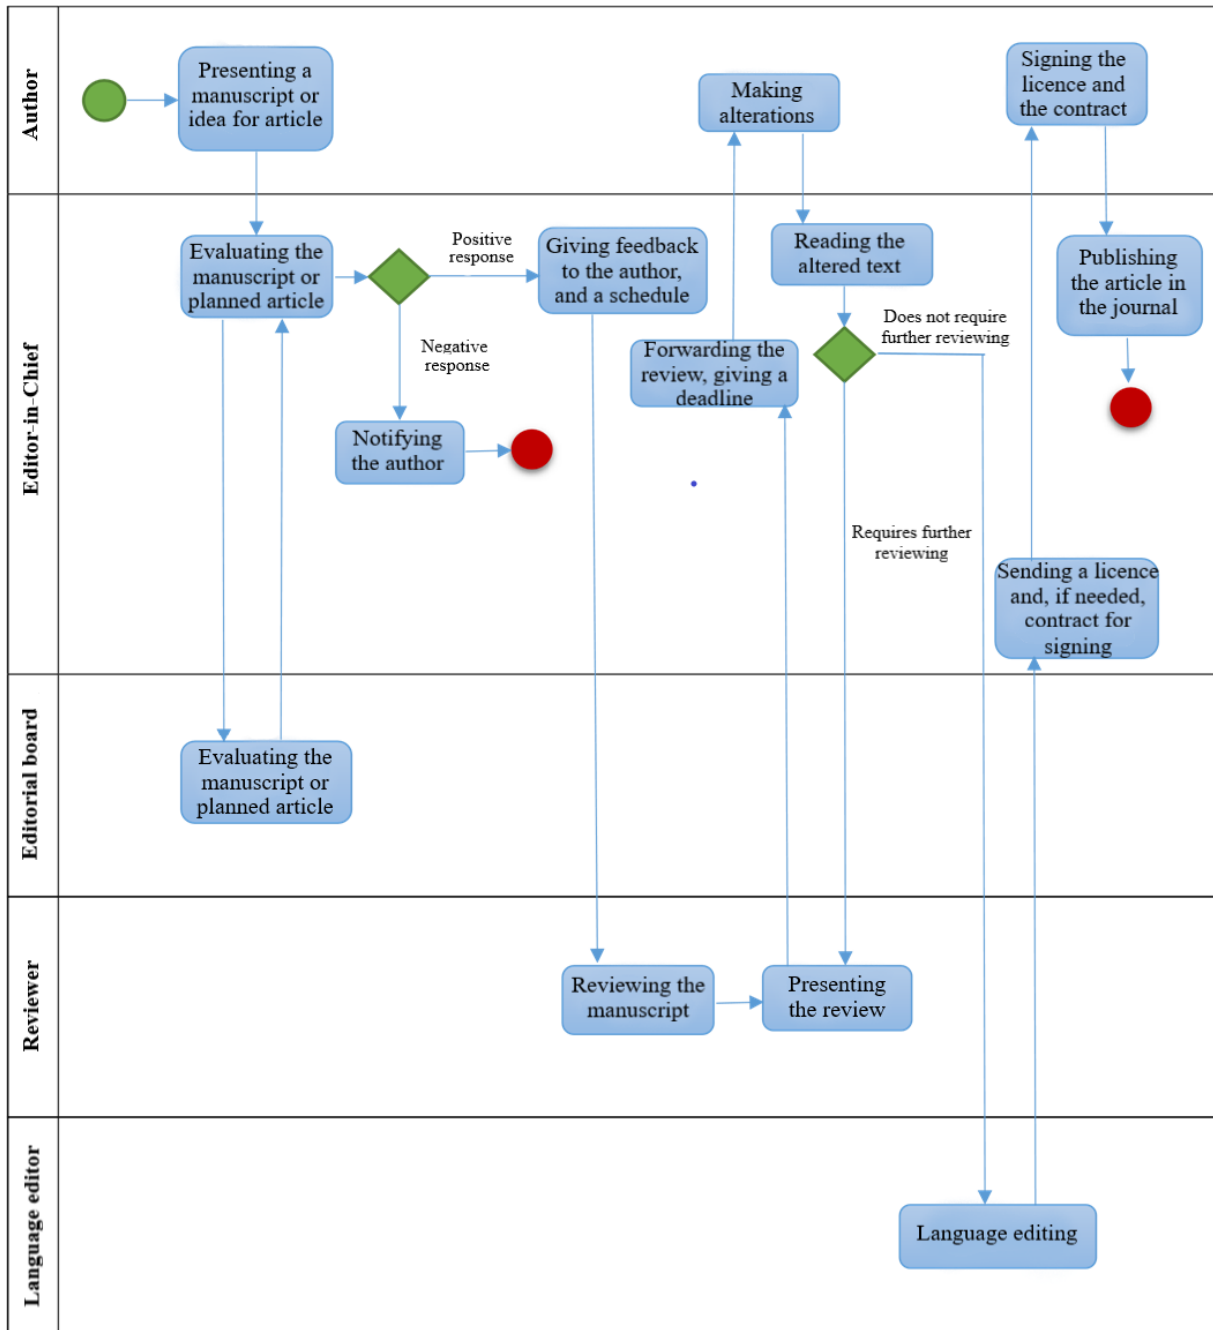 Author
Presenting a
manuscript or
idea for article
Making
alterations
Signing the
licence and
the contract
Editor-in-Chief
Evaluating the
manuscript or
planned article
Positive
response
Negative
response
Notifying
the author
Giving feedback
to the author,
and a schedule
Forwarding the
review, giving a
deadline
Reading the
altered text
Does not require
further reviewing
Requires further
reviewing
Sending a licence
and, if needed,
contract for
signing
Publishing
the article in
the journal
Editorial board
Evaluating the
manuscript or
planned article
Reviewer
Reviewing the
manuscript
Presenting
the review
Language editor
Language editing